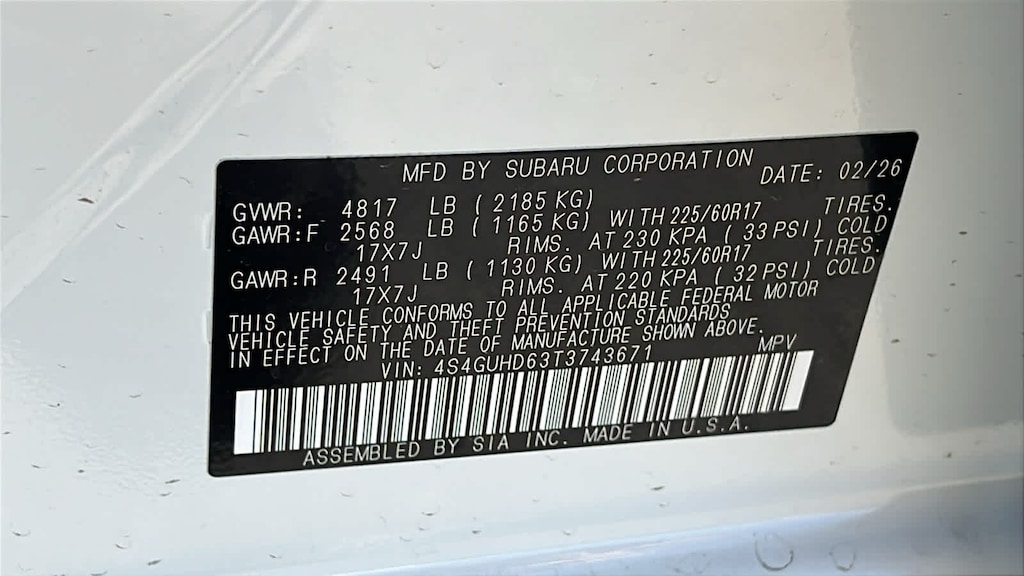 MFD BY SUBARU CORPORATION DATE: 02/26
GVWR: 4817 LB (2185 KG)
GAWR:F 2568 LB (1165 KG) WITH 225/60R17 TIRES.
17X7J RIMS. AT 230 KPA (33 PSI) COLD
GAWR:R 2491 LB (1130 KG) WITH 225/60R17 TIRES.
17X7J RIMS. AT 220 KPA (32 PSI) COLD
THIS VEHICLE CONFORMS TO ALL APPLICABLE FEDERAL MOTOR
VEHICLE SAFETY AND THEFT PREVENTION STANDARDS
IN EFFECT ON THE DATE OF MANUFACTURE SHOWN ABOVE.
VIN: 4S4GUHD63T3743671 MPV
ASSEMBLED BY SIA INC. MADE IN U.S.A.